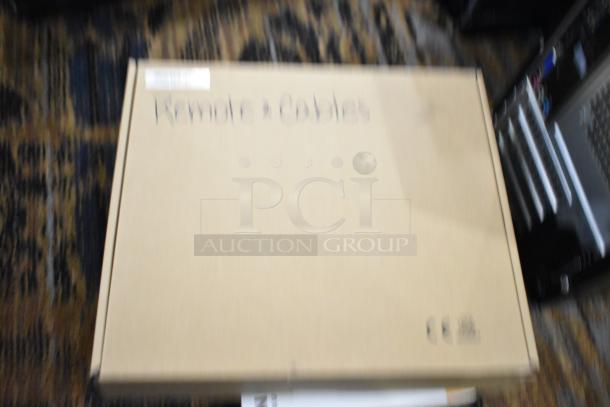 Remote & Cables
PCI
AUCTION GROUP
CE